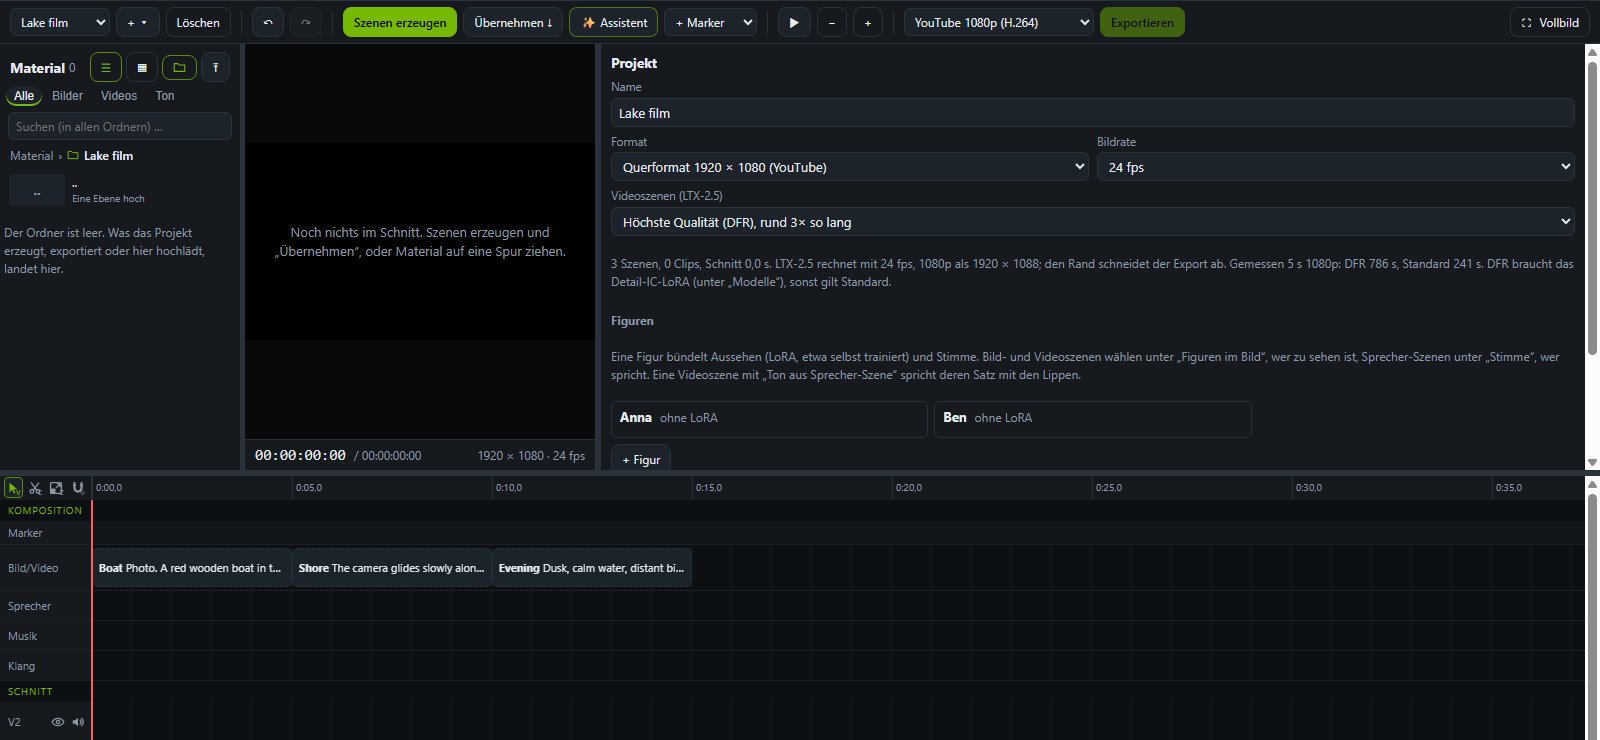 Lake film
+
Löschen
Szenen erzeugen
Übernehmen ↓
✨ Assistent
+ Marker
−
+
YouTube 1080p (H.264)
Exportieren
Vollbild
Material 0
Alle
Bilder
Videos
Ton
Suchen (in allen Ordnern) ...
Material › Lake film
..
..
Eine Ebene hoch
Der Ordner ist leer. Was das Projekt
erzeugt, exportiert oder hier hochlädt,
landet hier.
Noch nichts im Schnitt. Szenen erzeugen und
„Übernehmen“, oder Material auf eine Spur ziehen.
00:00:00:00 / 00:00:00:00
1920 × 1080 · 24 fps
Projekt
Name
Lake film
Format
Bildrate
Querformat 1920 × 1080 (YouTube)
24 fps
Videoszenen (LTX-2.5)
Höchste Qualität (DFR), rund 3× so lang
3 Szenen, 0 Clips, Schnitt 0,0 s. LTX-2.5 rechnet mit 24 fps, 1080p als 1920 × 1088; den Rand schneidet der Export ab. Gemessen 5 s 1080p: DFR 786 s, Standard 241 s. DFR braucht das
Detail-IC-LoRA (unter „Modelle“), sonst gilt Standard.
Figuren
Eine Figur bündelt Aussehen (LoRA, etwa selbst trainiert) und Stimme. Bild- und Videoszenen wählen unter „Figuren im Bild“, wer zu sehen ist, Sprecher-Szenen unter „Stimme“, wer
spricht. Eine Videoszene mit „Ton aus Sprecher-Szene“ spricht deren Satz mit den Lippen.
Anna ohne LoRA
Ben ohne LoRA
+ Figur
0:00,0
0:05,0
0:10,0
0:15,0
0:20,0
0:25,0
0:30,0
0:35,0
KOMPOSITION
Marker
Bild/Video
Boat Photo. A red wooden boat in t...
Shore The camera glides slowly alon...
Evening Dusk, calm water, distant bi...
Sprecher
Musik
Klang
SCHNITT
V2